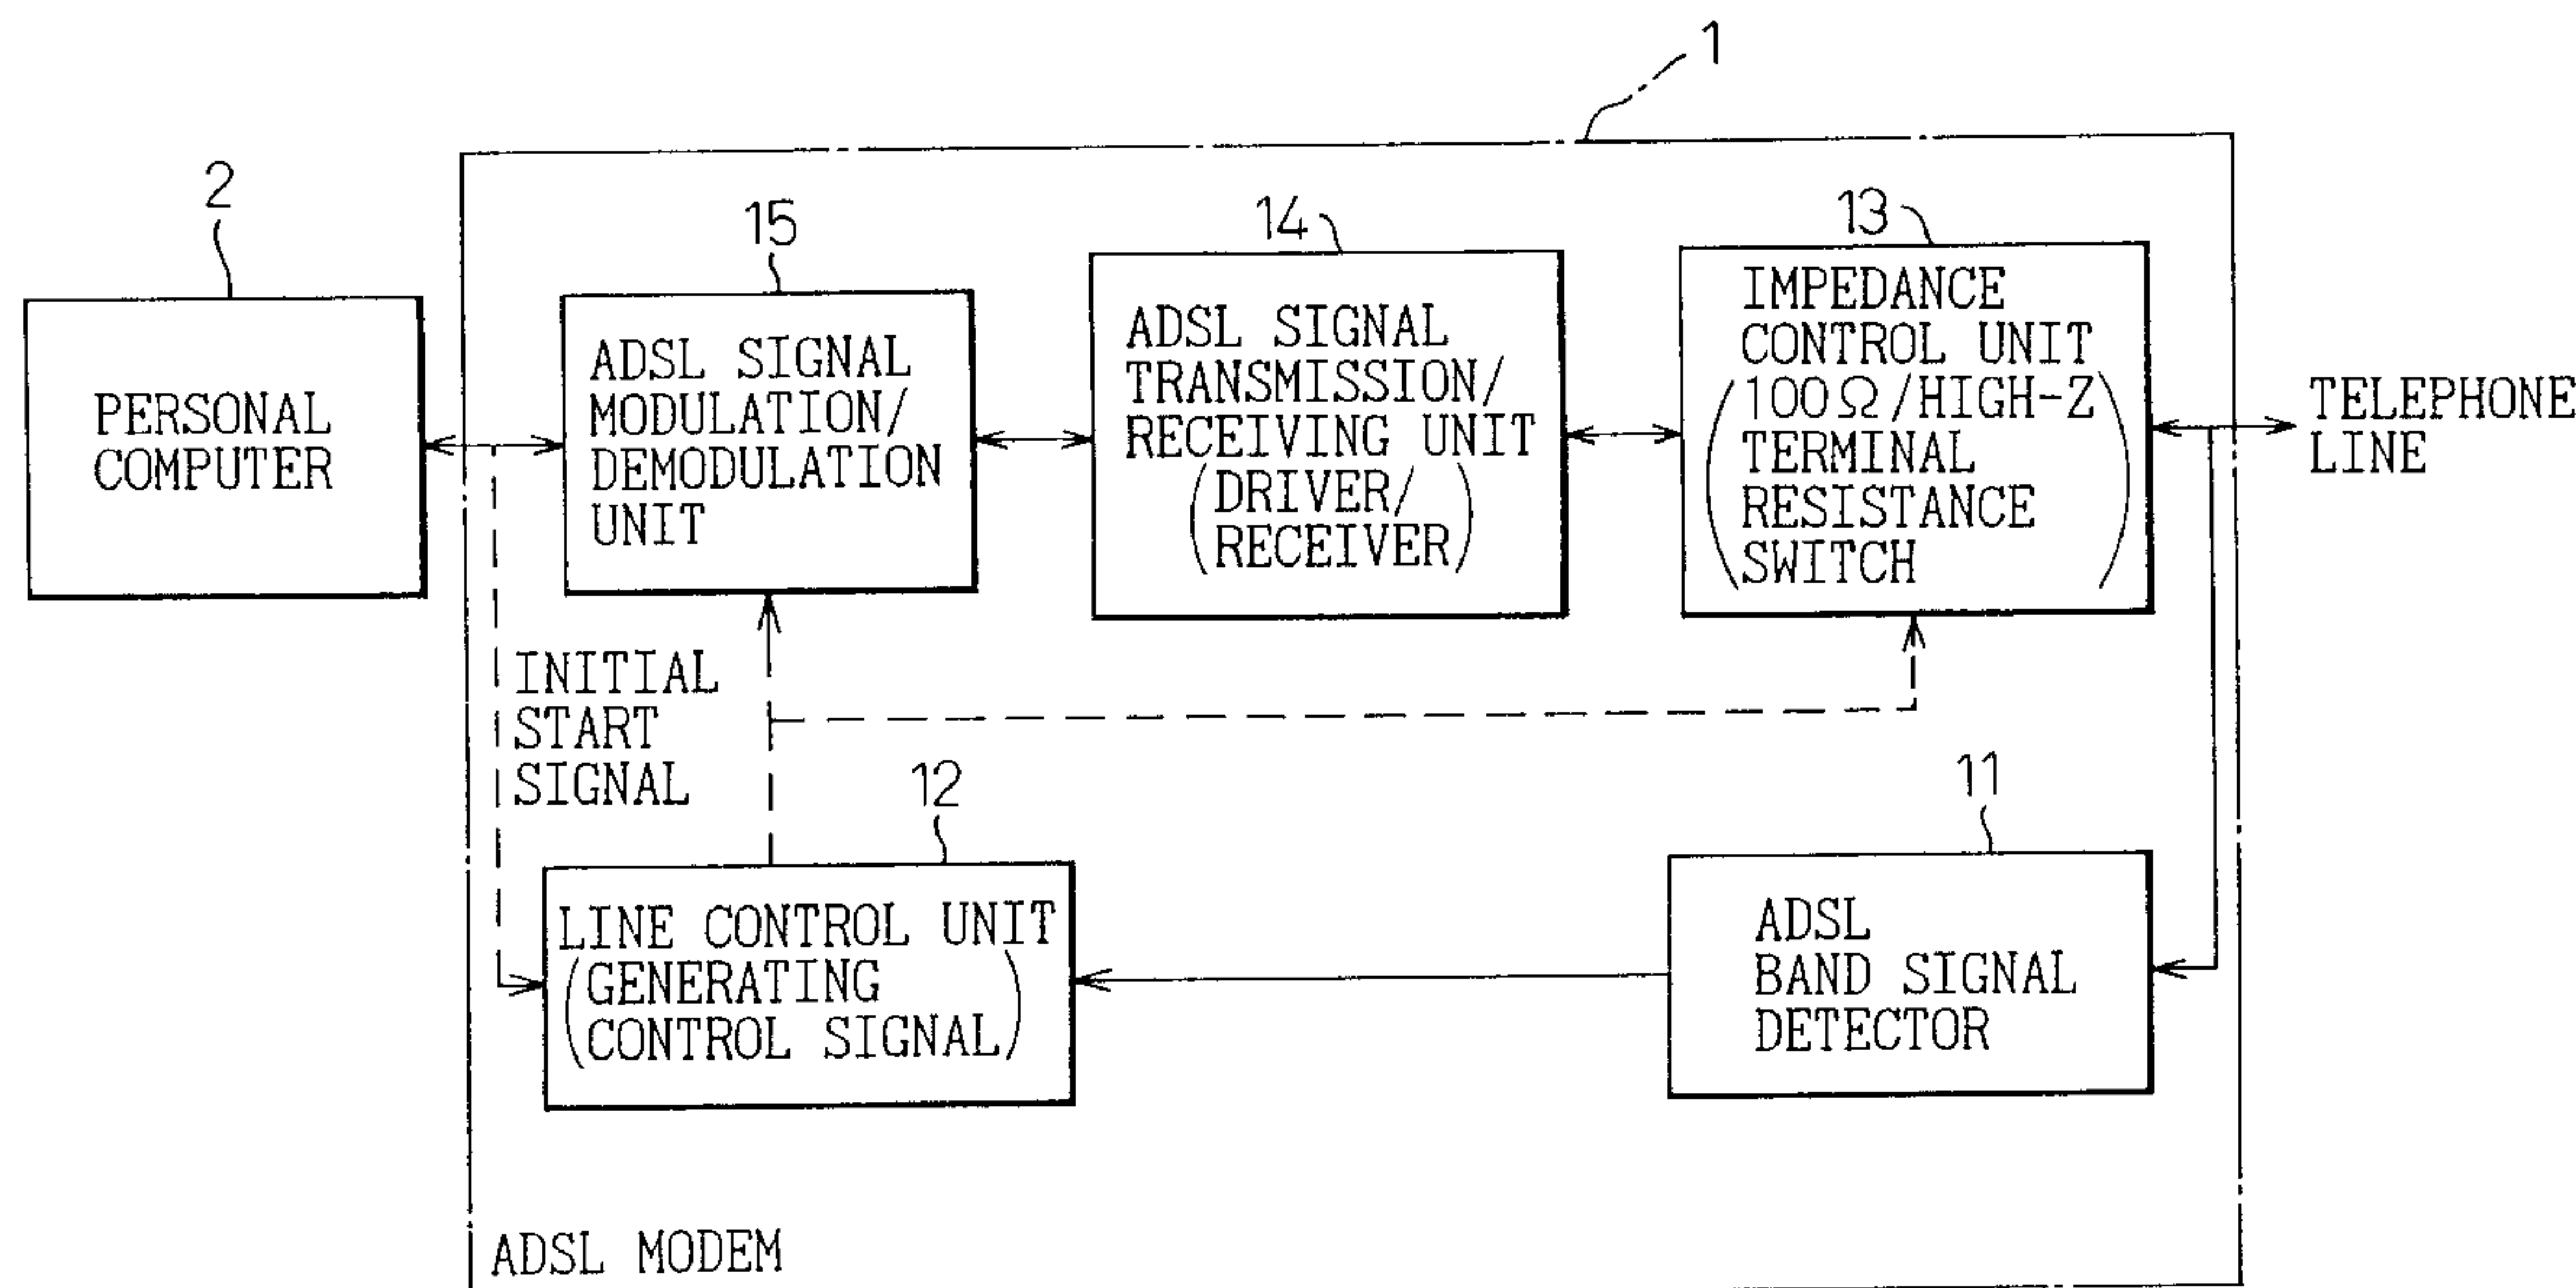 1
2
PERSONAL
COMPUTER
15
ADSL SIGNAL
MODULATION/
DEMODULATION
UNIT
14
ADSL SIGNAL
TRANSMISSION/
RECEIVING UNIT
(DRIVER/
RECEIVER)
13
IMPEDANCE
CONTROL UNIT
(100Ω/HIGH-Z
TERMINAL
RESISTANCE
SWITCH)
TELEPHONE
LINE
INITIAL
START
SIGNAL
12
LINE CONTROL UNIT
(GENERATING
CONTROL SIGNAL)
11
ADSL
BAND SIGNAL
DETECTOR
ADSL MODEM